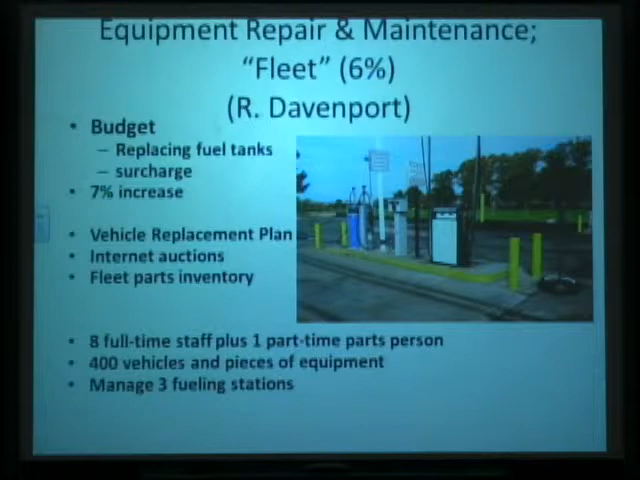 Equipment Repair & Maintenance;
“Fleet” (6%)
(R. Davenport)
• Budget
– Replacing fuel tanks
– surcharge
• 7% increase
• Vehicle Replacement Plan
• Internet auctions
• Fleet parts inventory
• 8 full-time staff plus 1 part-time parts person
• 400 vehicles and pieces of equipment
• Manage 3 fueling stations